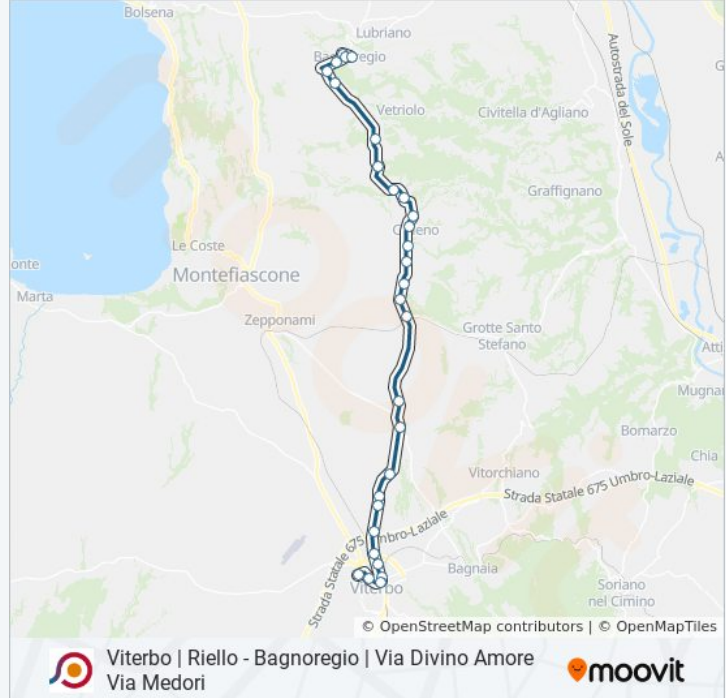 Bolsena
Lubriano
Bagnoregio
Vetriolo
Civitella d'Agliano
Autostrada del Sole
Graffignano
Le Coste
Montefiascone
onte
Marta
Zepponami
Grotte Santo
Stefano
Atti
Mugnar
Bomarzo
Chia
Vitorchiano
Strada Statale 675 Umbro-Laziale
Strada Statale 675 Umbro-Laziale
Bagnaia
Viterbo
Soriano
nel Cimino
© OpenStreetMap contributors | © OpenMapTiles
Viterbo | Riello - Bagnoregio | Via Divino Amore
Via Medori
moovit